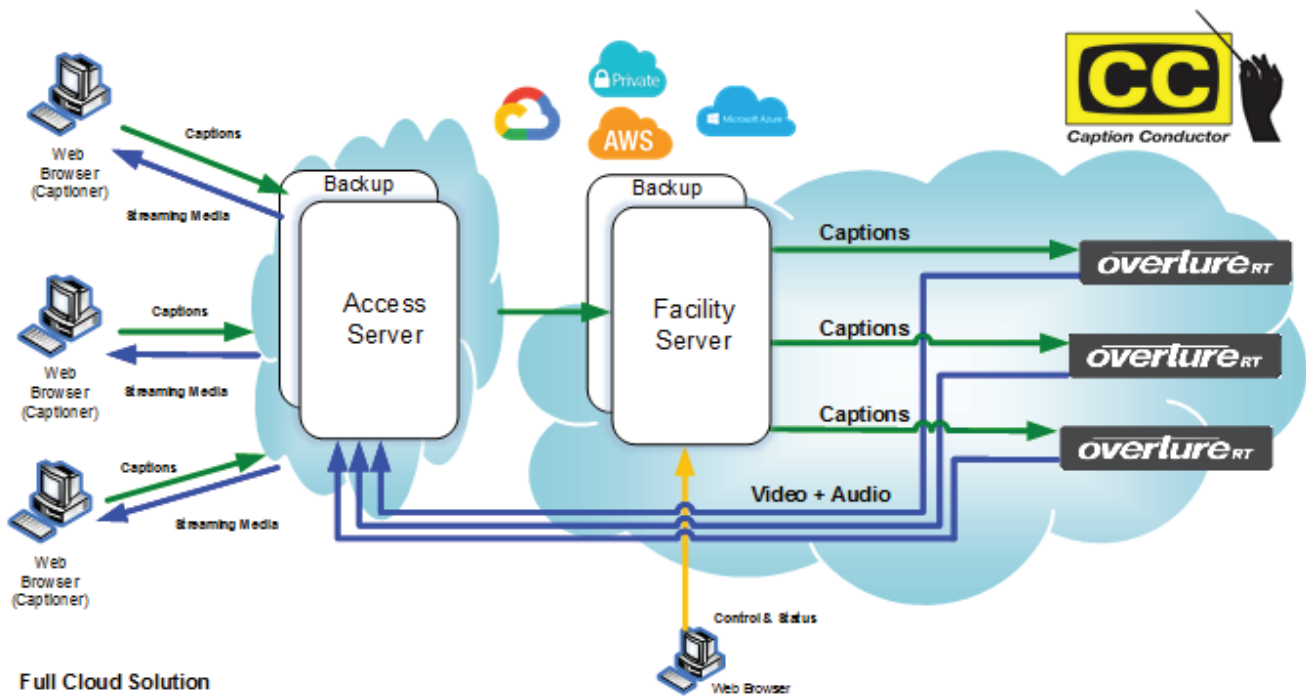 CC
Caption Conductor
Private
AWS
Microsoft Azure
Web
Browser
(Captioner)
Captions
Streaming Media
Web
Browser
(Captioner)
Captions
Streaming Media
Web
Browser
(Captioner)
Captions
Streaming Media
Backup
Access
Server
Backup
Facility
Server
Captions
overture RT
Captions
overture RT
Captions
overture RT
Video + Audio
Control & Status
Web Browser
Full Cloud Solution